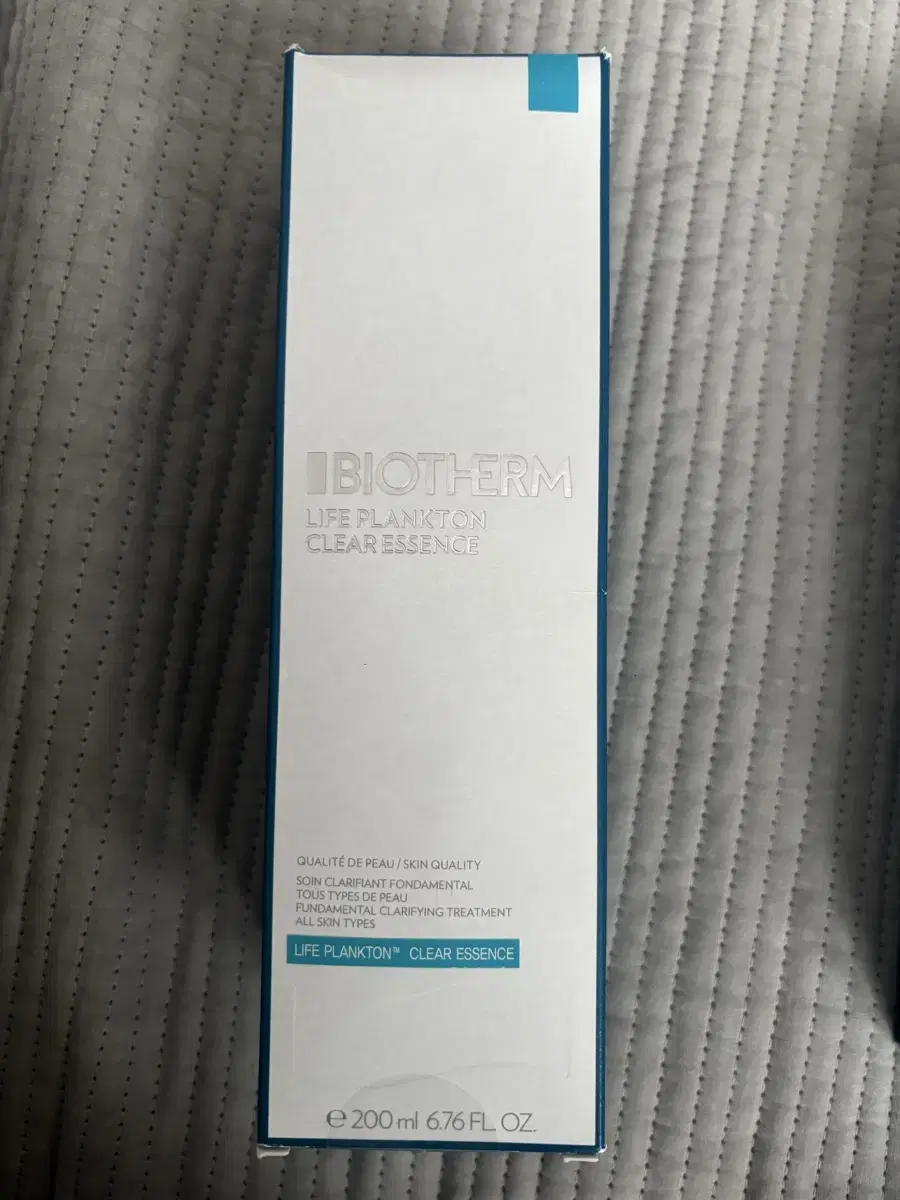 BIOTHERM
LIFE PLANKTON
CLEAR ESSENCE
QUALITÉ DE PEAU / SKIN QUALITY
SOIN CLARIFIANT FONDAMENTAL
TOUS TYPES DE PEAU
FUNDAMENTAL CLARIFYING TREATMENT
ALL SKIN TYPES
LIFE PLANKTON™ CLEAR ESSENCE
℮ 200 ml 6.76 FL. OZ.